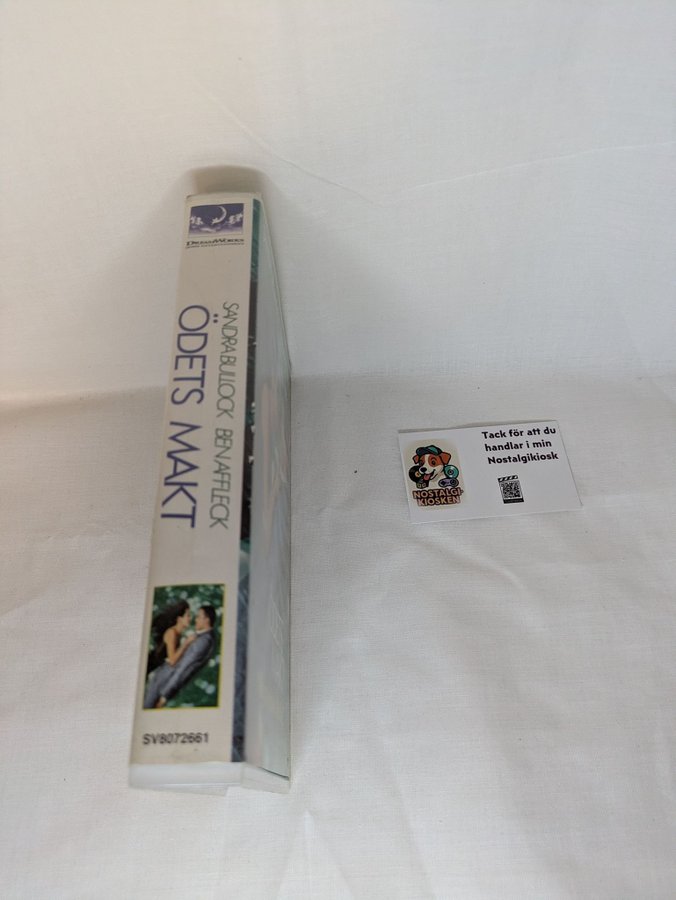 DREAMWORKS
SANDRA BULLOCK BEN AFFLECK
ÖDETS MAKT
SV8072661
Tack för att du
handlar i min
Nostalgikiosk
NOSTALGI-
KIOSKEN